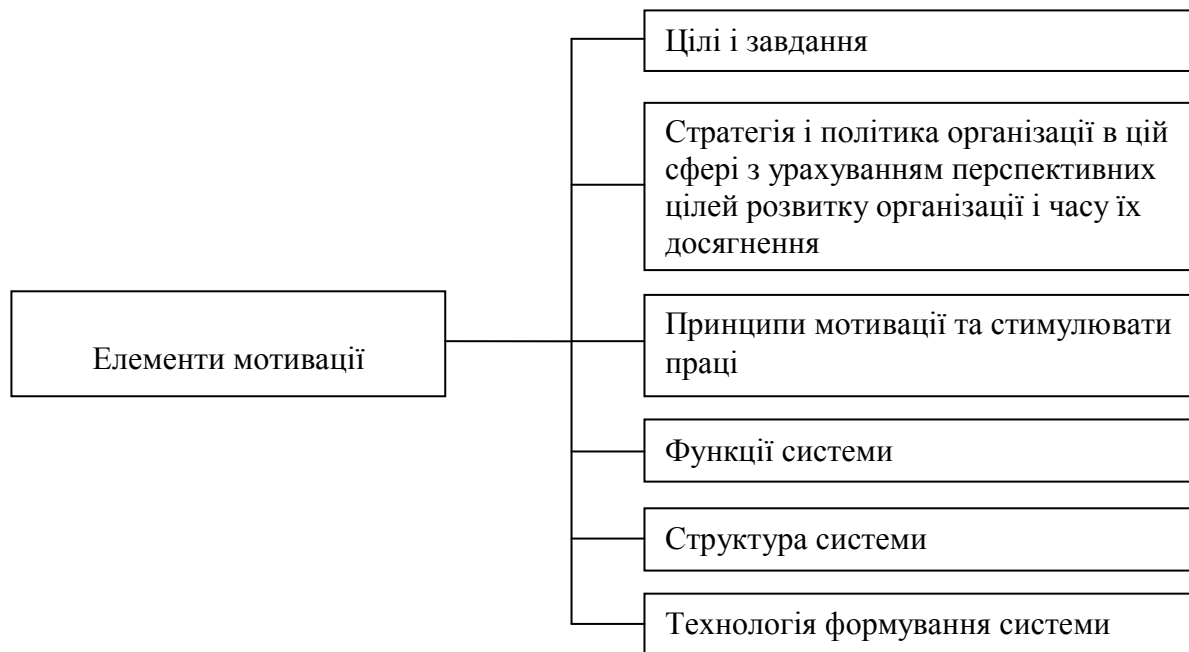 Цілі і завдання
Стратегія і політика організації в цій
сфері з урахуванням перспективних
цілей розвитку організації і часу їх
досягнення
Елементи мотивації
Принципи мотивації та стимулювати
праці
Функції системи
Структура системи
Технологія формування системи